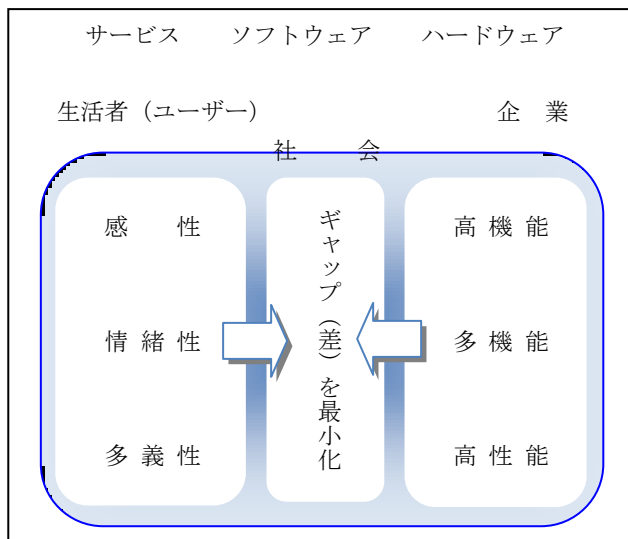 サービス　ソフトウェア　ハードウェア
生活者（ユーザー）　企　業
社　会
感　性
情 緒 性
多 義 性
ギャップ（差）を最小化
高 機 能
多 機 能
高 性 能